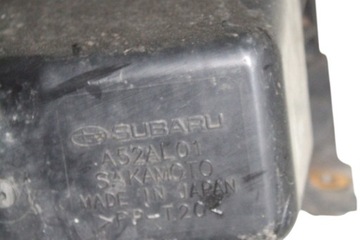 SUBARU
A52AL01
SAKAMOTO
MADE IN JAPAN
>PP-T20<